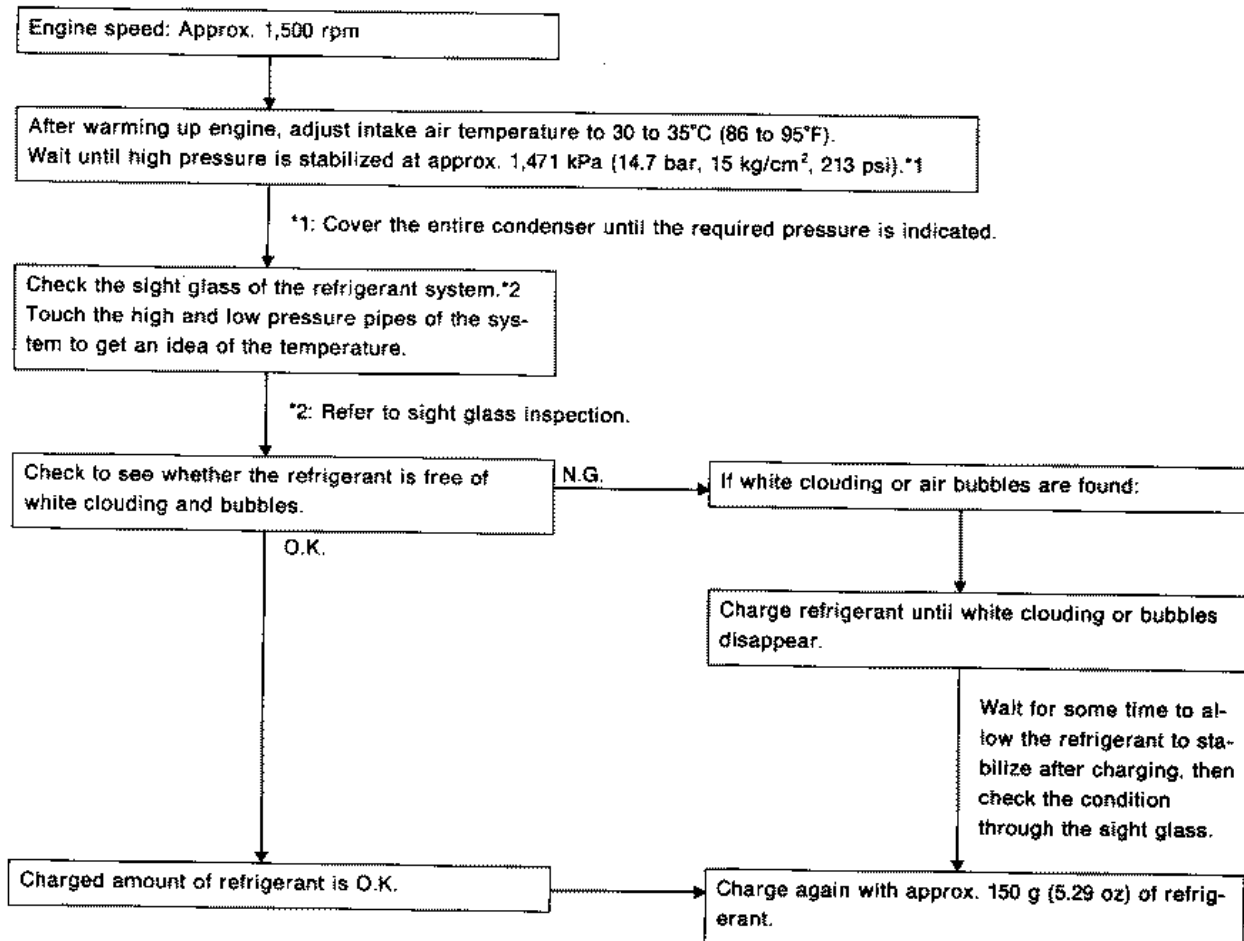 Engine speed: Approx. 1,500 rpm
After warming up engine, adjust intake air temperature to 30 to 35°C (86 to 95°F).
Wait until high pressure is stabilized at approx. 1,471 kPa (14.7 bar, 15 kg/cm², 213 psi).*1
*1: Cover the entire condenser until the required pressure is indicated.
Check the sight glass of the refrigerant system.*2
Touch the high and low pressure pipes of the sys-
tem to get an idea of the temperature.
*2: Refer to sight glass inspection.
Check to see whether the refrigerant is free of
white clouding and bubbles.
N.G.
If white clouding or air bubbles are found:
O.K.
Charge refrigerant until white clouding or bubbles
disappear.
Wait for some time to al-
low the refrigerant to sta-
bilize after charging, then
check the condition
through the sight glass.
Charged amount of refrigerant is O.K.
Charge again with approx. 150 g (5.29 oz) of refrig-
erant.